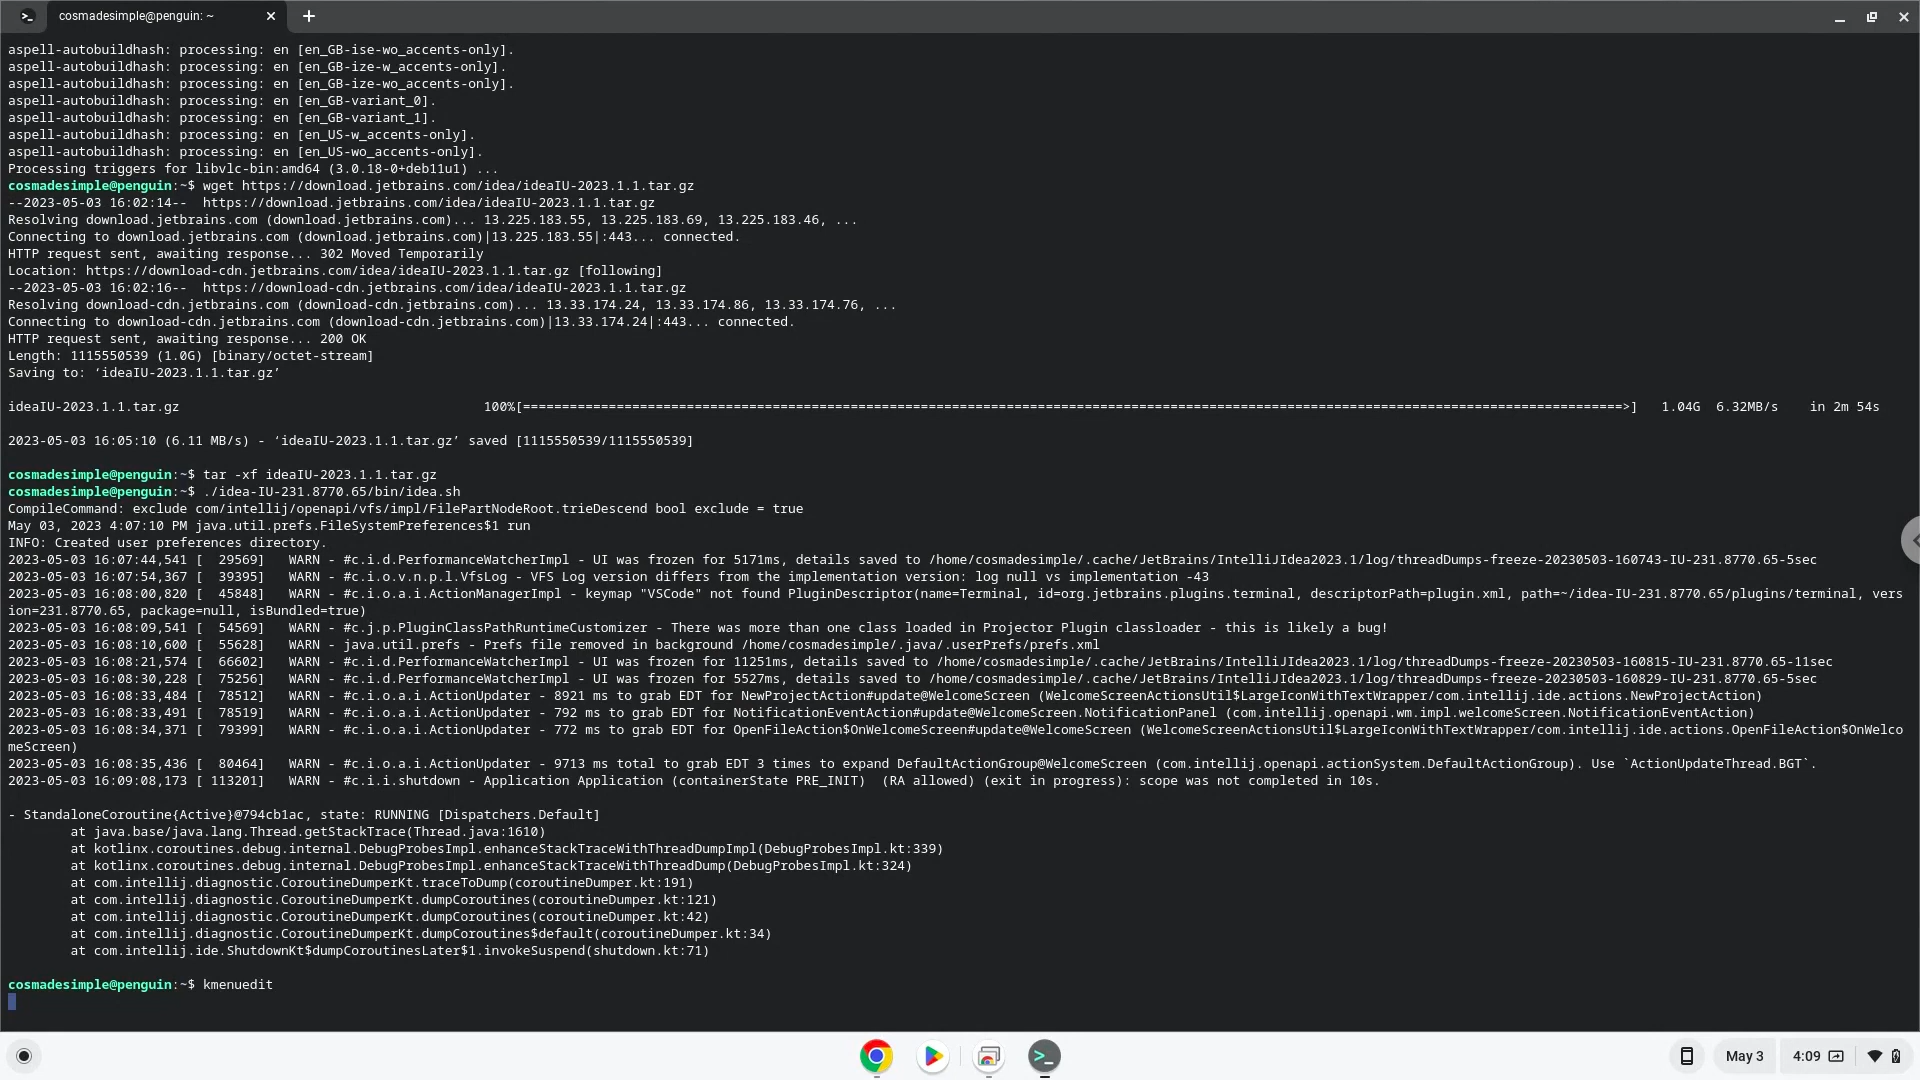 cosmadesimple@penguin: ~
aspell-autobuildhash: processing: en [en_GB-ise-wo_accents-only].
aspell-autobuildhash: processing: en [en_GB-ize-w_accents-only].
aspell-autobuildhash: processing: en [en_GB-ize-wo_accents-only].
aspell-autobuildhash: processing: en [en_GB-variant_0].
aspell-autobuildhash: processing: en [en_GB-variant_1].
aspell-autobuildhash: processing: en [en_US-w_accents-only].
aspell-autobuildhash: processing: en [en_US-wo_accents-only].
Processing triggers for libvlc-bin:amd64 (3.0.18-0+deb11u1) ...
cosmadesimple@penguin:~$ wget https://download.jetbrains.com/idea/ideaIU-2023.1.1.tar.gz
--2023-05-03 16:02:14--  https://download.jetbrains.com/idea/ideaIU-2023.1.1.tar.gz
Resolving download.jetbrains.com (download.jetbrains.com)... 13.225.183.55, 13.225.183.69, 13.225.183.46, ...
Connecting to download.jetbrains.com (download.jetbrains.com)|13.225.183.55|:443... connected.
HTTP request sent, awaiting response... 302 Moved Temporarily
Location: https://download-cdn.jetbrains.com/idea/ideaIU-2023.1.1.tar.gz [following]
--2023-05-03 16:02:16--  https://download-cdn.jetbrains.com/idea/ideaIU-2023.1.1.tar.gz
Resolving download-cdn.jetbrains.com (download-cdn.jetbrains.com)... 13.33.174.24, 13.33.174.86, 13.33.174.76, ...
Connecting to download-cdn.jetbrains.com (download-cdn.jetbrains.com)|13.33.174.24|:443... connected.
HTTP request sent, awaiting response... 200 OK
Length: 1115550539 (1.0G) [binary/octet-stream]
Saving to: ‘ideaIU-2023.1.1.tar.gz’
ideaIU-2023.1.1.tar.gz 100%[=============================================================================================================================================>] 1.04G 6.32MB/s in 2m 54s
2023-05-03 16:05:10 (6.11 MB/s) - ‘ideaIU-2023.1.1.tar.gz’ saved [1115550539/1115550539]
cosmadesimple@penguin:~$ tar -xf ideaIU-2023.1.1.tar.gz
cosmadesimple@penguin:~$ ./idea-IU-231.8770.65/bin/idea.sh
CompileCommand: exclude com/intellij/openapi/vfs/impl/FilePartNodeRoot.trieDescend bool exclude = true
May 03, 2023 4:07:10 PM java.util.prefs.FileSystemPreferences$1 run
INFO: Created user preferences directory.
2023-05-03 16:07:44,541 [  29569]   WARN - #c.i.d.PerformanceWatcherImpl - UI was frozen for 5171ms, details saved to /home/cosmadesimple/.cache/JetBrains/IntelliJIdea2023.1/log/threadDumps-freeze-20230503-160743-IU-231.8770.65-5sec
2023-05-03 16:07:54,367 [  39395]   WARN - #c.i.o.v.n.p.l.VfsLog - VFS Log version differs from the implementation version: log null vs implementation -43
2023-05-03 16:08:00,820 [  45848]   WARN - #c.i.o.a.i.ActionManagerImpl - keymap "VSCode" not found PluginDescriptor(name=Terminal, id=org.jetbrains.plugins.terminal, descriptorPath=plugin.xml, path=~/idea-IU-231.8770.65/plugins/terminal, vers
ion=231.8770.65, package=null, isBundled=true)
2023-05-03 16:08:09,541 [  54569]   WARN - #c.j.p.PluginClassPathRuntimeCustomizer - There was more than one class loaded in Projector Plugin classloader - this is likely a bug!
2023-05-03 16:08:10,600 [  55628]   WARN - java.util.prefs - Prefs file removed in background /home/cosmadesimple/.java/.userPrefs/prefs.xml
2023-05-03 16:08:21,574 [  66602]   WARN - #c.i.d.PerformanceWatcherImpl - UI was frozen for 11251ms, details saved to /home/cosmadesimple/.cache/JetBrains/IntelliJIdea2023.1/log/threadDumps-freeze-20230503-160815-IU-231.8770.65-11sec
2023-05-03 16:08:30,228 [  75256]   WARN - #c.i.d.PerformanceWatcherImpl - UI was frozen for 5527ms, details saved to /home/cosmadesimple/.cache/JetBrains/IntelliJIdea2023.1/log/threadDumps-freeze-20230503-160829-IU-231.8770.65-5sec
2023-05-03 16:08:33,484 [  78512]   WARN - #c.i.o.a.i.ActionUpdater - 8921 ms to grab EDT for NewProjectAction#update@WelcomeScreen (WelcomeScreenActionsUtil$LargeIconWithTextWrapper/com.intellij.ide.actions.NewProjectAction)
2023-05-03 16:08:33,491 [  78519]   WARN - #c.i.o.a.i.ActionUpdater - 792 ms to grab EDT for NotificationEventAction#update@WelcomeScreen.NotificationPanel (com.intellij.openapi.wm.impl.welcomeScreen.NotificationEventAction)
2023-05-03 16:08:34,371 [  79399]   WARN - #c.i.o.a.i.ActionUpdater - 772 ms to grab EDT for OpenFileAction$OnWelcomeScreen#update@WelcomeScreen (WelcomeScreenActionsUtil$LargeIconWithTextWrapper/com.intellij.ide.actions.OpenFileAction$OnWelco
meScreen)
2023-05-03 16:08:35,436 [  80464]   WARN - #c.i.o.a.i.ActionUpdater - 9713 ms total to grab EDT 3 times to expand DefaultActionGroup@WelcomeScreen (com.intellij.openapi.actionSystem.DefaultActionGroup). Use `ActionUpdateThread.BGT`.
2023-05-03 16:09:08,173 [ 113201]   WARN - #c.i.i.shutdown - Application Application (containerState PRE_INIT)  (RA allowed) (exit in progress): scope was not completed in 10s.
- StandaloneCoroutine{Active}@794cb1ac, state: RUNNING [Dispatchers.Default]
at java.base/java.lang.Thread.getStackTrace(Thread.java:1610)
at kotlinx.coroutines.debug.internal.DebugProbesImpl.enhanceStackTraceWithThreadDumpImpl(DebugProbesImpl.kt:339)
at kotlinx.coroutines.debug.internal.DebugProbesImpl.enhanceStackTraceWithThreadDump(DebugProbesImpl.kt:324)
at com.intellij.diagnostic.CoroutineDumperKt.traceToDump(coroutineDumper.kt:191)
at com.intellij.diagnostic.CoroutineDumperKt.dumpCoroutines(coroutineDumper.kt:121)
at com.intellij.diagnostic.CoroutineDumperKt.dumpCoroutines(coroutineDumper.kt:42)
at com.intellij.diagnostic.CoroutineDumperKt.dumpCoroutines$default(coroutineDumper.kt:34)
at com.intellij.ide.ShutdownKt$dumpCoroutinesLater$1.invokeSuspend(shutdown.kt:71)
cosmadesimple@penguin:~$ kmenuedit
May 3 4:09